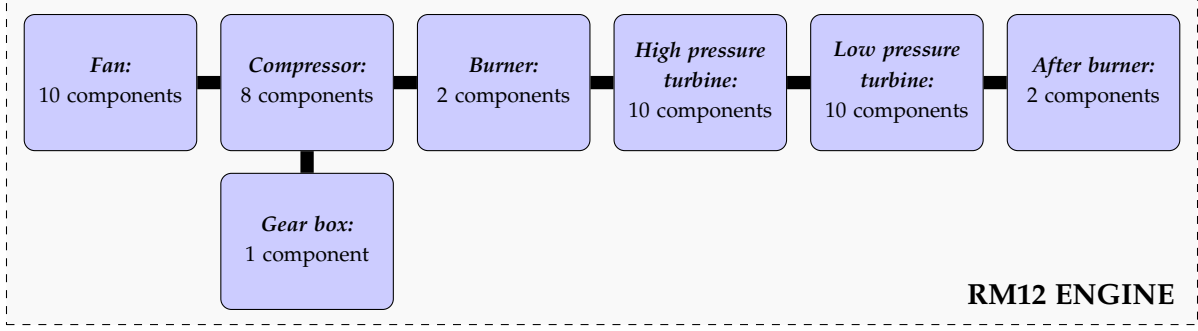 Fan:
10 components
Compressor:
8 components
Burner:
2 components
High pressure
turbine:
10 components
Low pressure
turbine:
10 components
After burner:
2 components
Gear box:
1 component
RM12 ENGINE